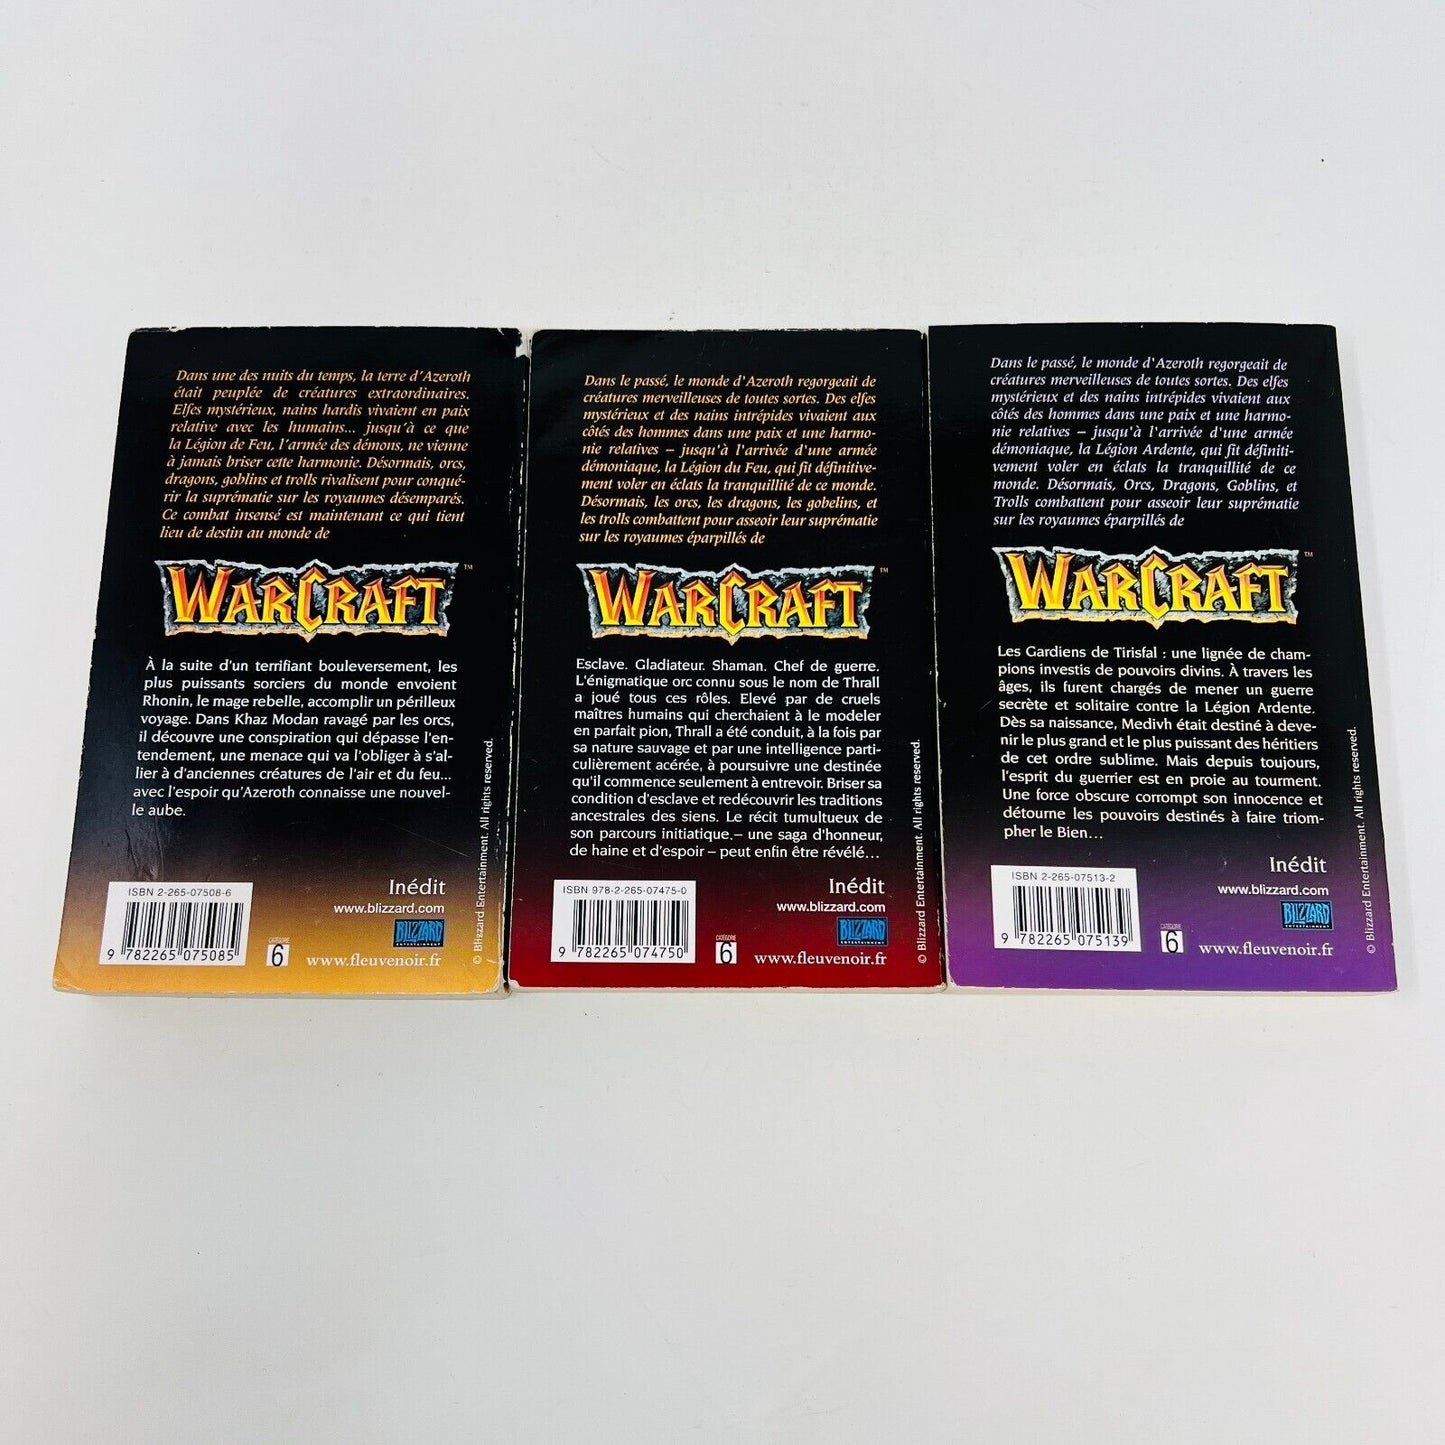 Dans une des nuits du temps, la terre d'Azeroth
était peuplée de créatures extraordinaires.
Elfes mystérieux, nains hardis vivaient en paix
relative avec les humains... jusqu'à ce que
la Légion de Feu, l'armée des démons, ne vienne
à jamais briser cette harmonie. Désormais, orcs,
dragons, goblins et trolls rivalisent pour conqué-
rir la suprématie sur les royaumes désemparés.
Ce combat insensé est maintenant ce qui tient
lieu de destin au monde de
WARCRAFT™
À la suite d'un terrifiant bouleversement, les
plus puissants sorciers du monde envoient
Rhonin, le mage rebelle, accomplir un périlleux
voyage. Dans Khaz Modan ravagé par les orcs,
il découvre une conspiration qui dépasse l'en-
tendement, une menace qui va l'obliger à s'al-
lier à d'anciennes créatures de l'air et du feu...
avec l'espoir qu'Azeroth connaisse une nouvel-
le aube.
ISBN 2-265-07508-6
9 782265 075085
CATÉGORIE
6
Inédit
www.blizzard.com
BLIZZARD
ENTERTAINMENT
www.fleuvenoir.fr
© Blizzard Entertainment. All rights reserved.
Dans le passé, le monde d'Azeroth regorgeait de
créatures merveilleuses de toutes sortes. Des elfes
mystérieux et des nains intrépides vivaient aux
côtés des hommes dans une paix et une harmo-
nie relatives – jusqu'à l'arrivée d'une armée
démoniaque, la Légion du Feu, qui fit définitive-
ment voler en éclats la tranquillité de ce monde.
Désormais, les orcs, les dragons, les gobelins, et
les trolls combattent pour asseoir leur suprématie
sur les royaumes éparpillés de
WARCRAFT™
Esclave. Gladiateur. Shaman. Chef de guerre.
L'énigmatique orc connu sous le nom de Thrall
a joué tous ces rôles. Elevé par de cruels
maîtres humains qui cherchaient à le modeler
en parfait pion, Thrall a été conduit, à la fois par
sa nature sauvage et par une intelligence parti-
culièrement acérée, à poursuivre une destinée
qu'il commence seulement à entrevoir. Briser sa
condition d'esclave et redécouvrir les traditions
ancestrales des siens. Le récit tumultueux de
son parcours initiatique.– une saga d'honneur,
de haine et d'espoir – peut enfin être révélé...
ISBN 978-2-265-07475-0
9 782265 074750
CATÉGORIE
6
Inédit
www.blizzard.com
BLIZZARD
ENTERTAINMENT
www.fleuvenoir.fr
© Blizzard Entertainment. All rights reserved.
Dans le passé, le monde d'Azeroth regorgeait de
créatures merveilleuses de toutes sortes. Des elfes
mystérieux et des nains intrépides vivaient aux
côtés des hommes dans une paix et une harmo-
nie relatives – jusqu'à l'arrivée d'une armée
démoniaque, la Légion Ardente, qui fit définiti-
vement voler en éclats la tranquillité de ce
monde. Désormais, Orcs, Dragons, Goblins, et
Trolls combattent pour asseoir leur suprématie
sur les royaumes éparpillés de
WARCRAFT™
Les Gardiens de Tirisfal : une lignée de cham-
pions investis de pouvoirs divins. À travers les
âges, ils furent chargés de mener un guerre
secrète et solitaire contre la Légion Ardente.
Dès sa naissance, Medivh était destiné à deve-
nir le plus grand et le plus puissant des héritiers
de cet ordre sublime. Mais depuis toujours,
l'esprit du guerrier est en proie au tourment.
Une force obscure corrompt son innocence et
détourne les pouvoirs destinés à faire triom-
pher le Bien...
ISBN 2-265-07513-2
9 782265 075139
CATÉGORIE
6
Inédit
www.blizzard.com
BLIZZARD
ENTERTAINMENT
www.fleuvenoir.fr
© Blizzard Entertainment. All rights reserved.